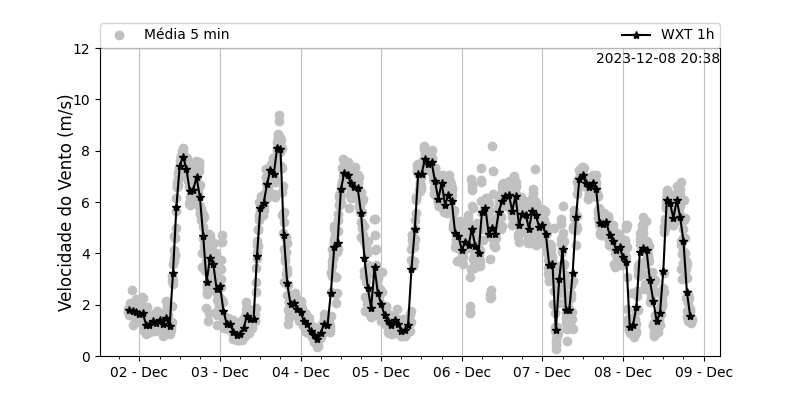 Média 5 min
WXT 1h
2023-12-08 20:38
Velocidade do Vento (m/s)
12
10
8
6
4
2
0
02 - Dec
03 - Dec
04 - Dec
05 - Dec
06 - Dec
07 - Dec
08 - Dec
09 - Dec